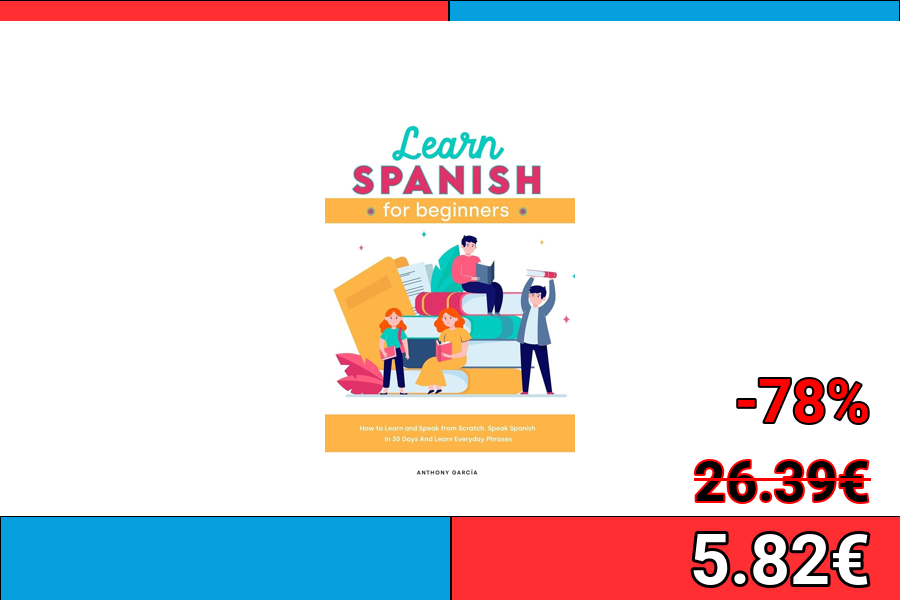 Learn
SPANISH
for beginners
How to Learn and Speak from Scratch. Speak Spanish
in 30 Days And Learn Everyday Phrases
ANTHONY GARCÍA
-78%
26.39€
5.82€